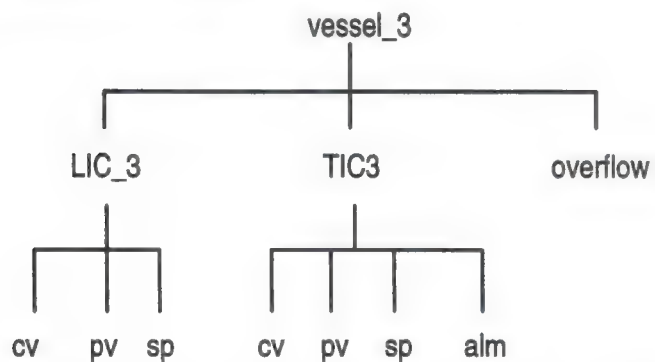 vessel_3
LIC_3 TIC3 overflow
cv pv sp cv pv sp alm